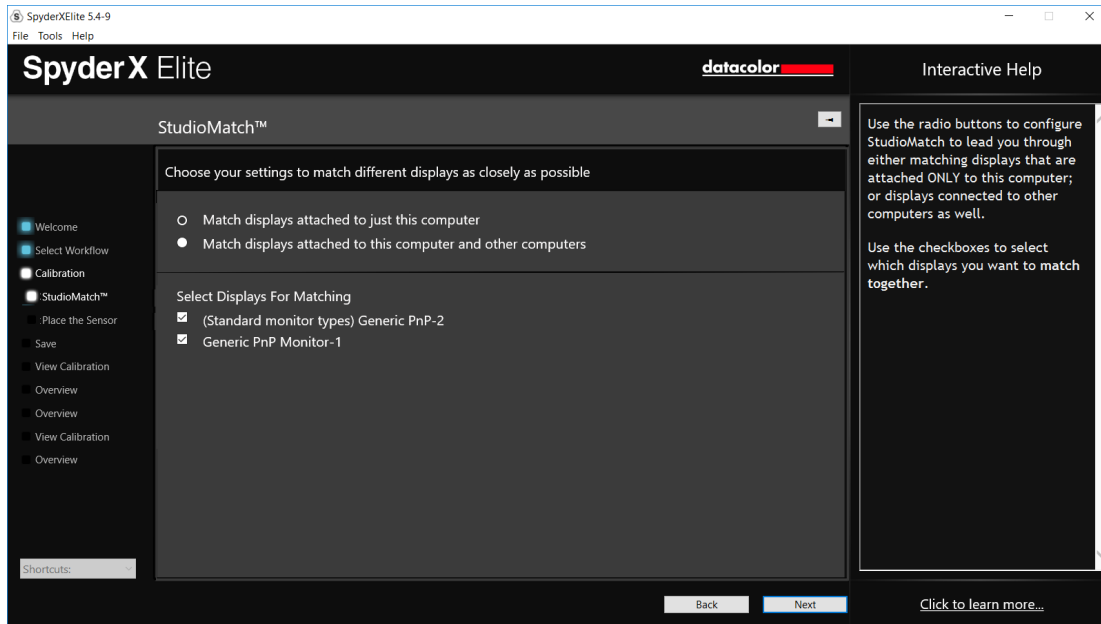 SpyderXElite 5.4-9
File Tools Help
SpyderX Elite
datacolor
Interactive Help
StudioMatch™
Choose your settings to match different displays as closely as possible
Match displays attached to just this computer
Match displays attached to this computer and other computers
Select Displays For Matching
(Standard monitor types) Generic PnP-2
Generic PnP Monitor-1
Welcome
Select Workflow
Calibration
:StudioMatch™
:Place the Sensor
Save
View Calibration
Overview
Overview
View Calibration
Overview
Shortcuts:
Back
Next
Use the radio buttons to configure
StudioMatch to lead you through
either matching displays that are
attached ONLY to this computer;
or displays connected to other
computers as well.
Use the checkboxes to select
which displays you want to match
together.
Click to learn more...